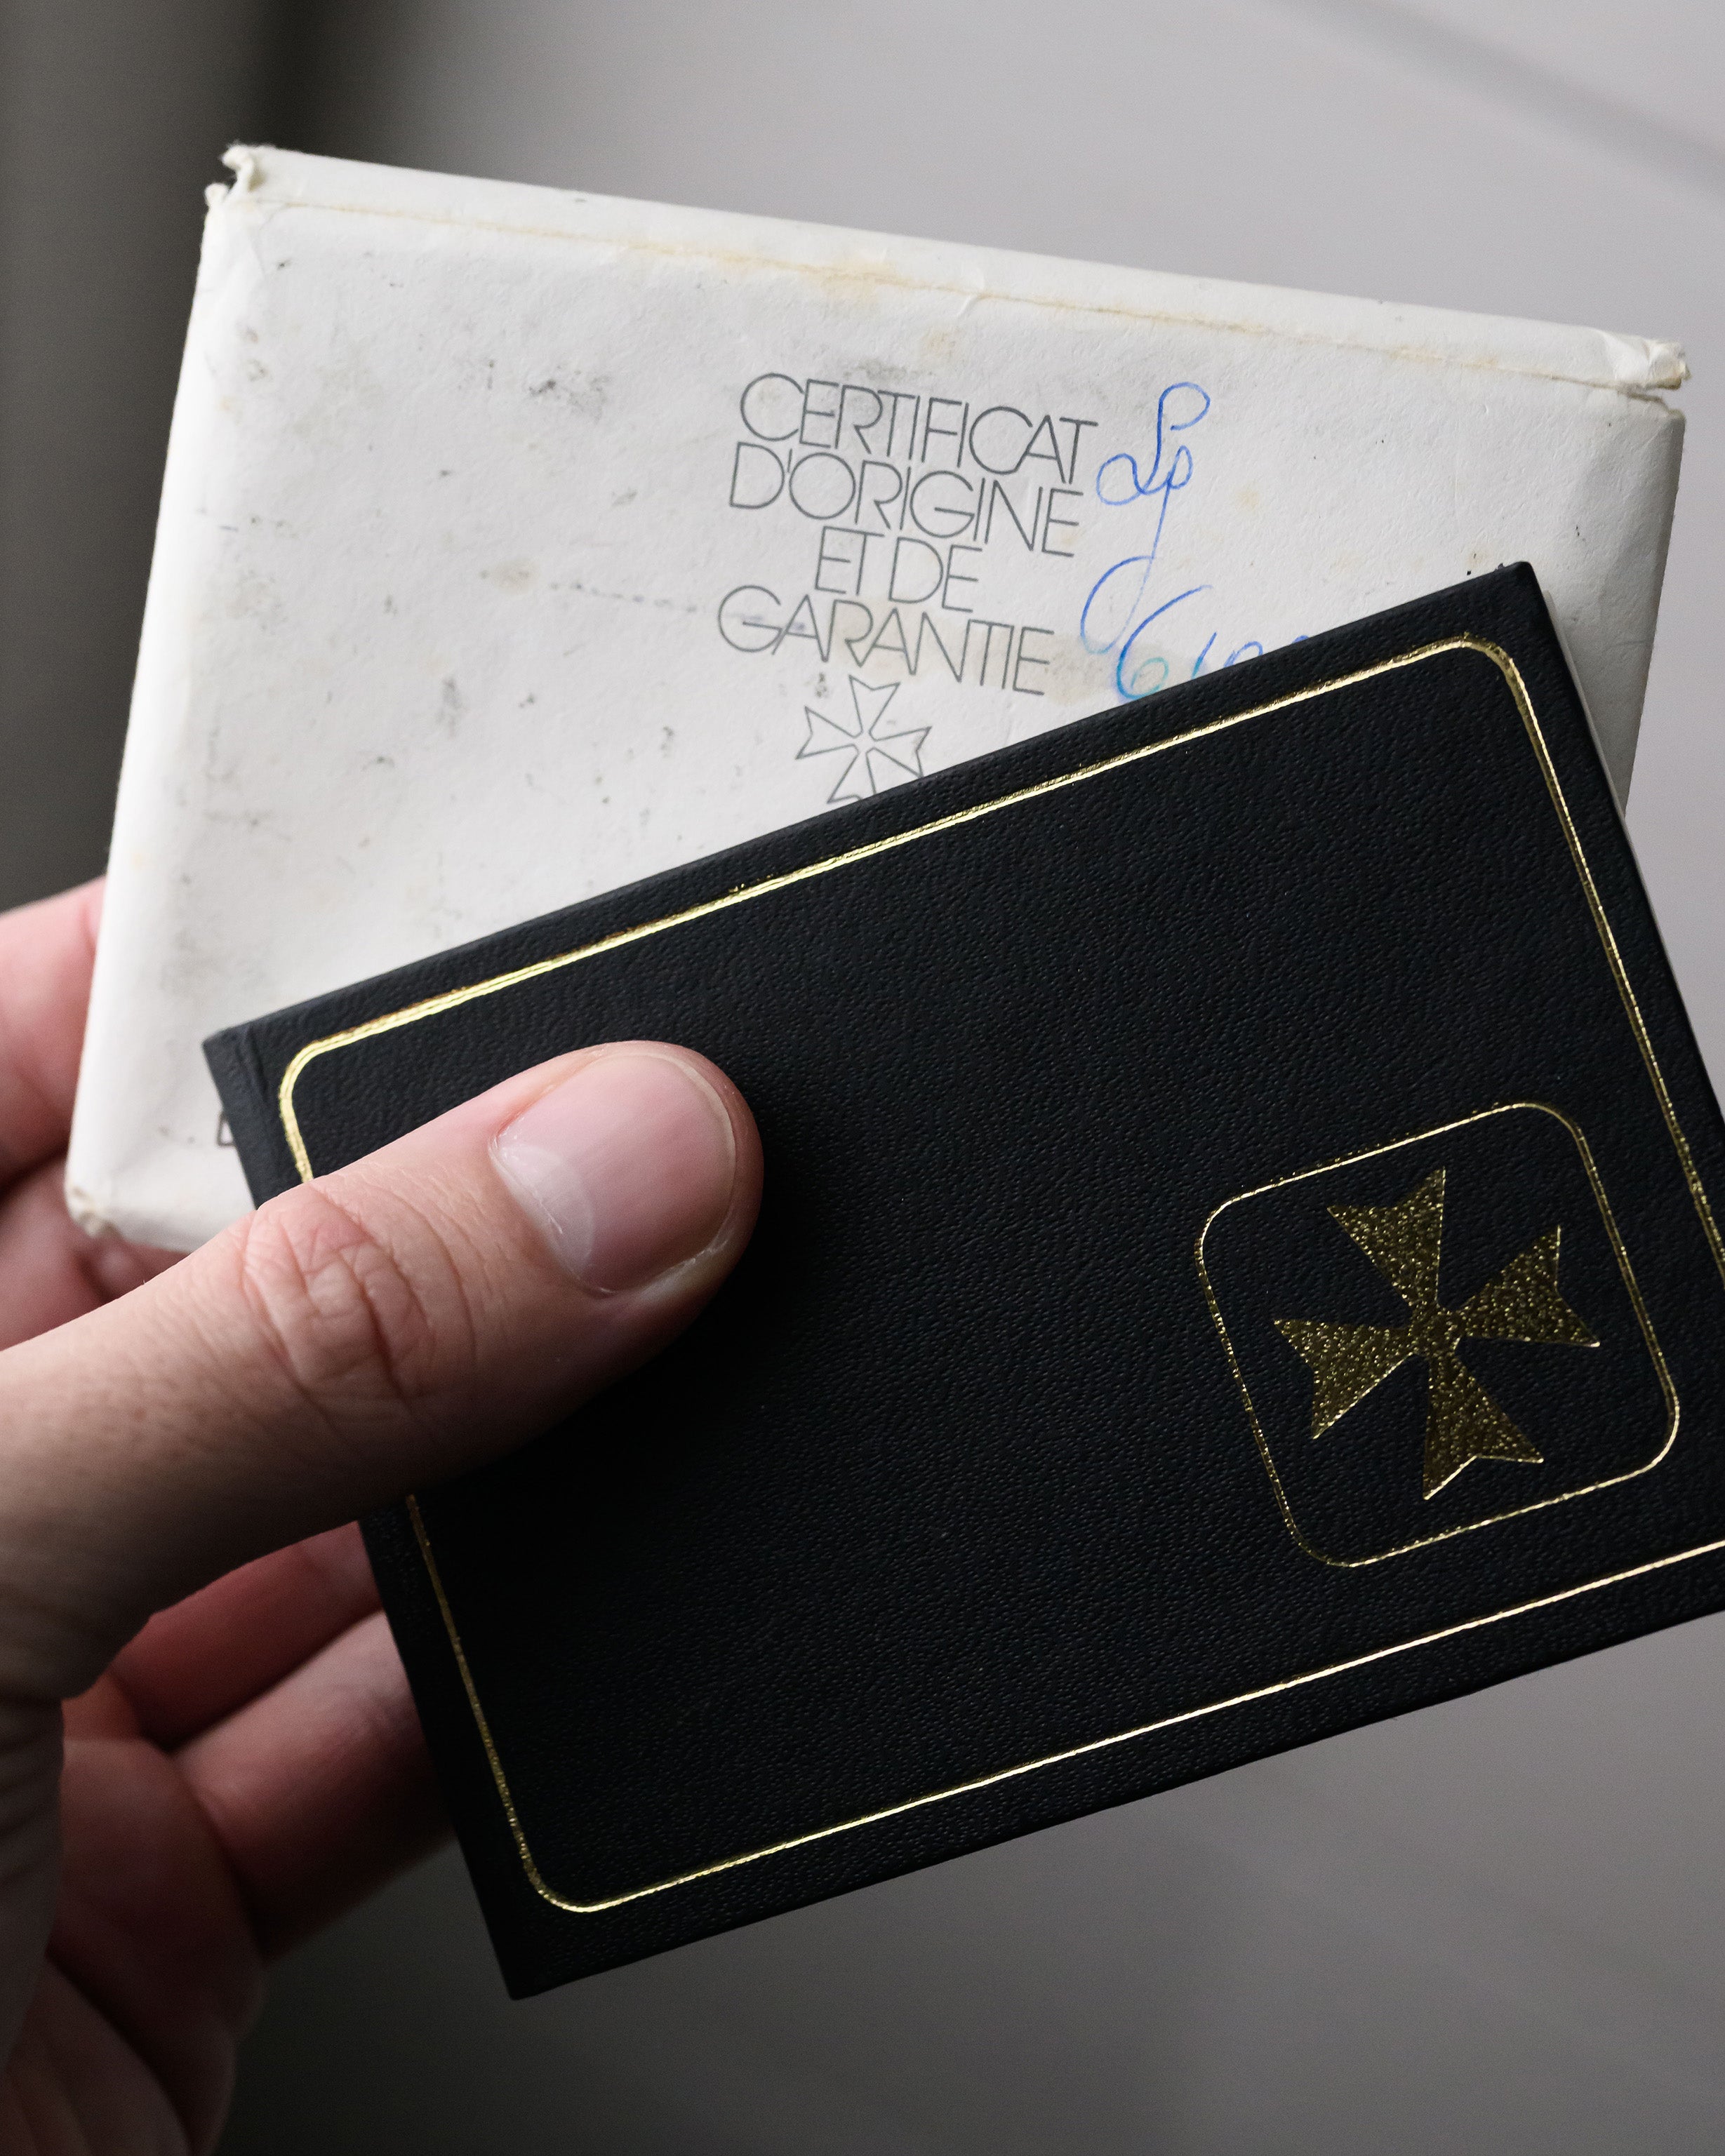 CERTIFICAT
D'ORIGINE
ET DE
GARANTIE